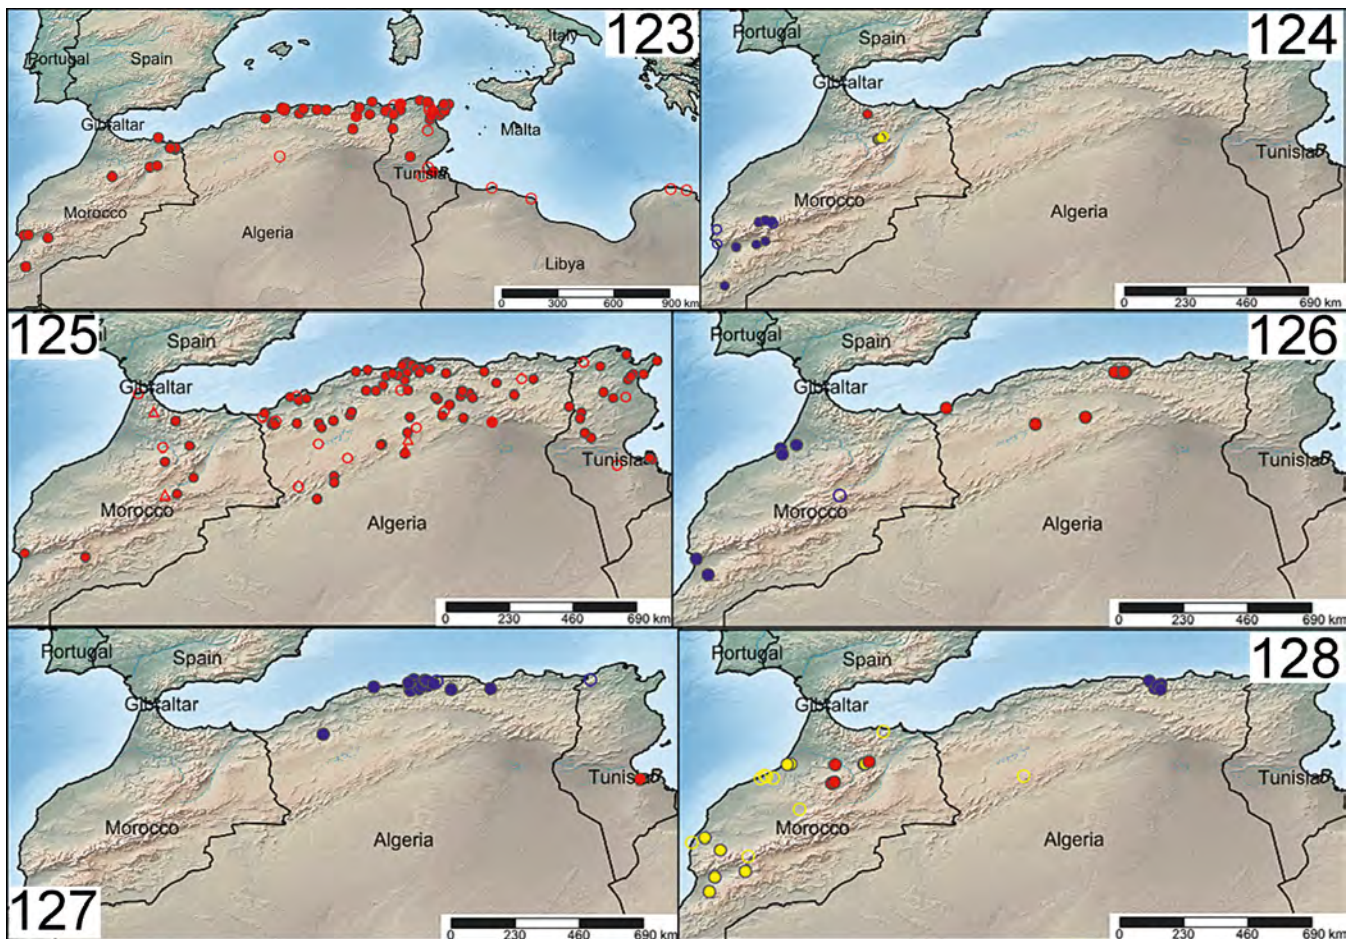 123
Portugal
Spain
Italy
Gibraltar
Malta
Tunisia
Morocco
Algeria
Libya
0 300 600 900 km
124
Portugal
Spain
Gibraltar
Tunisia
Morocco
Algeria
0 230 460 690 km
125
Spain
Gibraltar
Tunisia
Morocco
Algeria
0 230 460 690 km
126
Portugal
Spain
Gibraltar
Tunisia
Morocco
Algeria
0 230 460 690 km
127
Portugal
Spain
Gibraltar
Tunisia
Morocco
Algeria
0 230 460 690 km
128
Portugal
Spain
Gibraltar
Tunisia
Morocco
Algeria
0 230 460 690 km